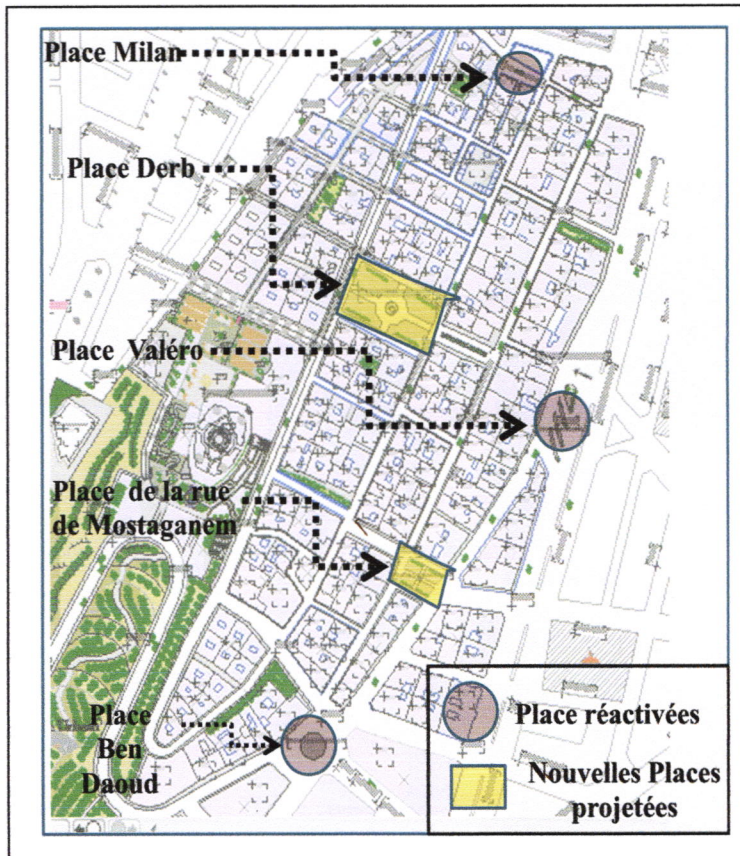 Place Milan
Place Derb
Place Valéro
Place de la rue
de Mostaganem
Place
Ben
Daoud
Place réactivées
Nouvelles Places
projetées